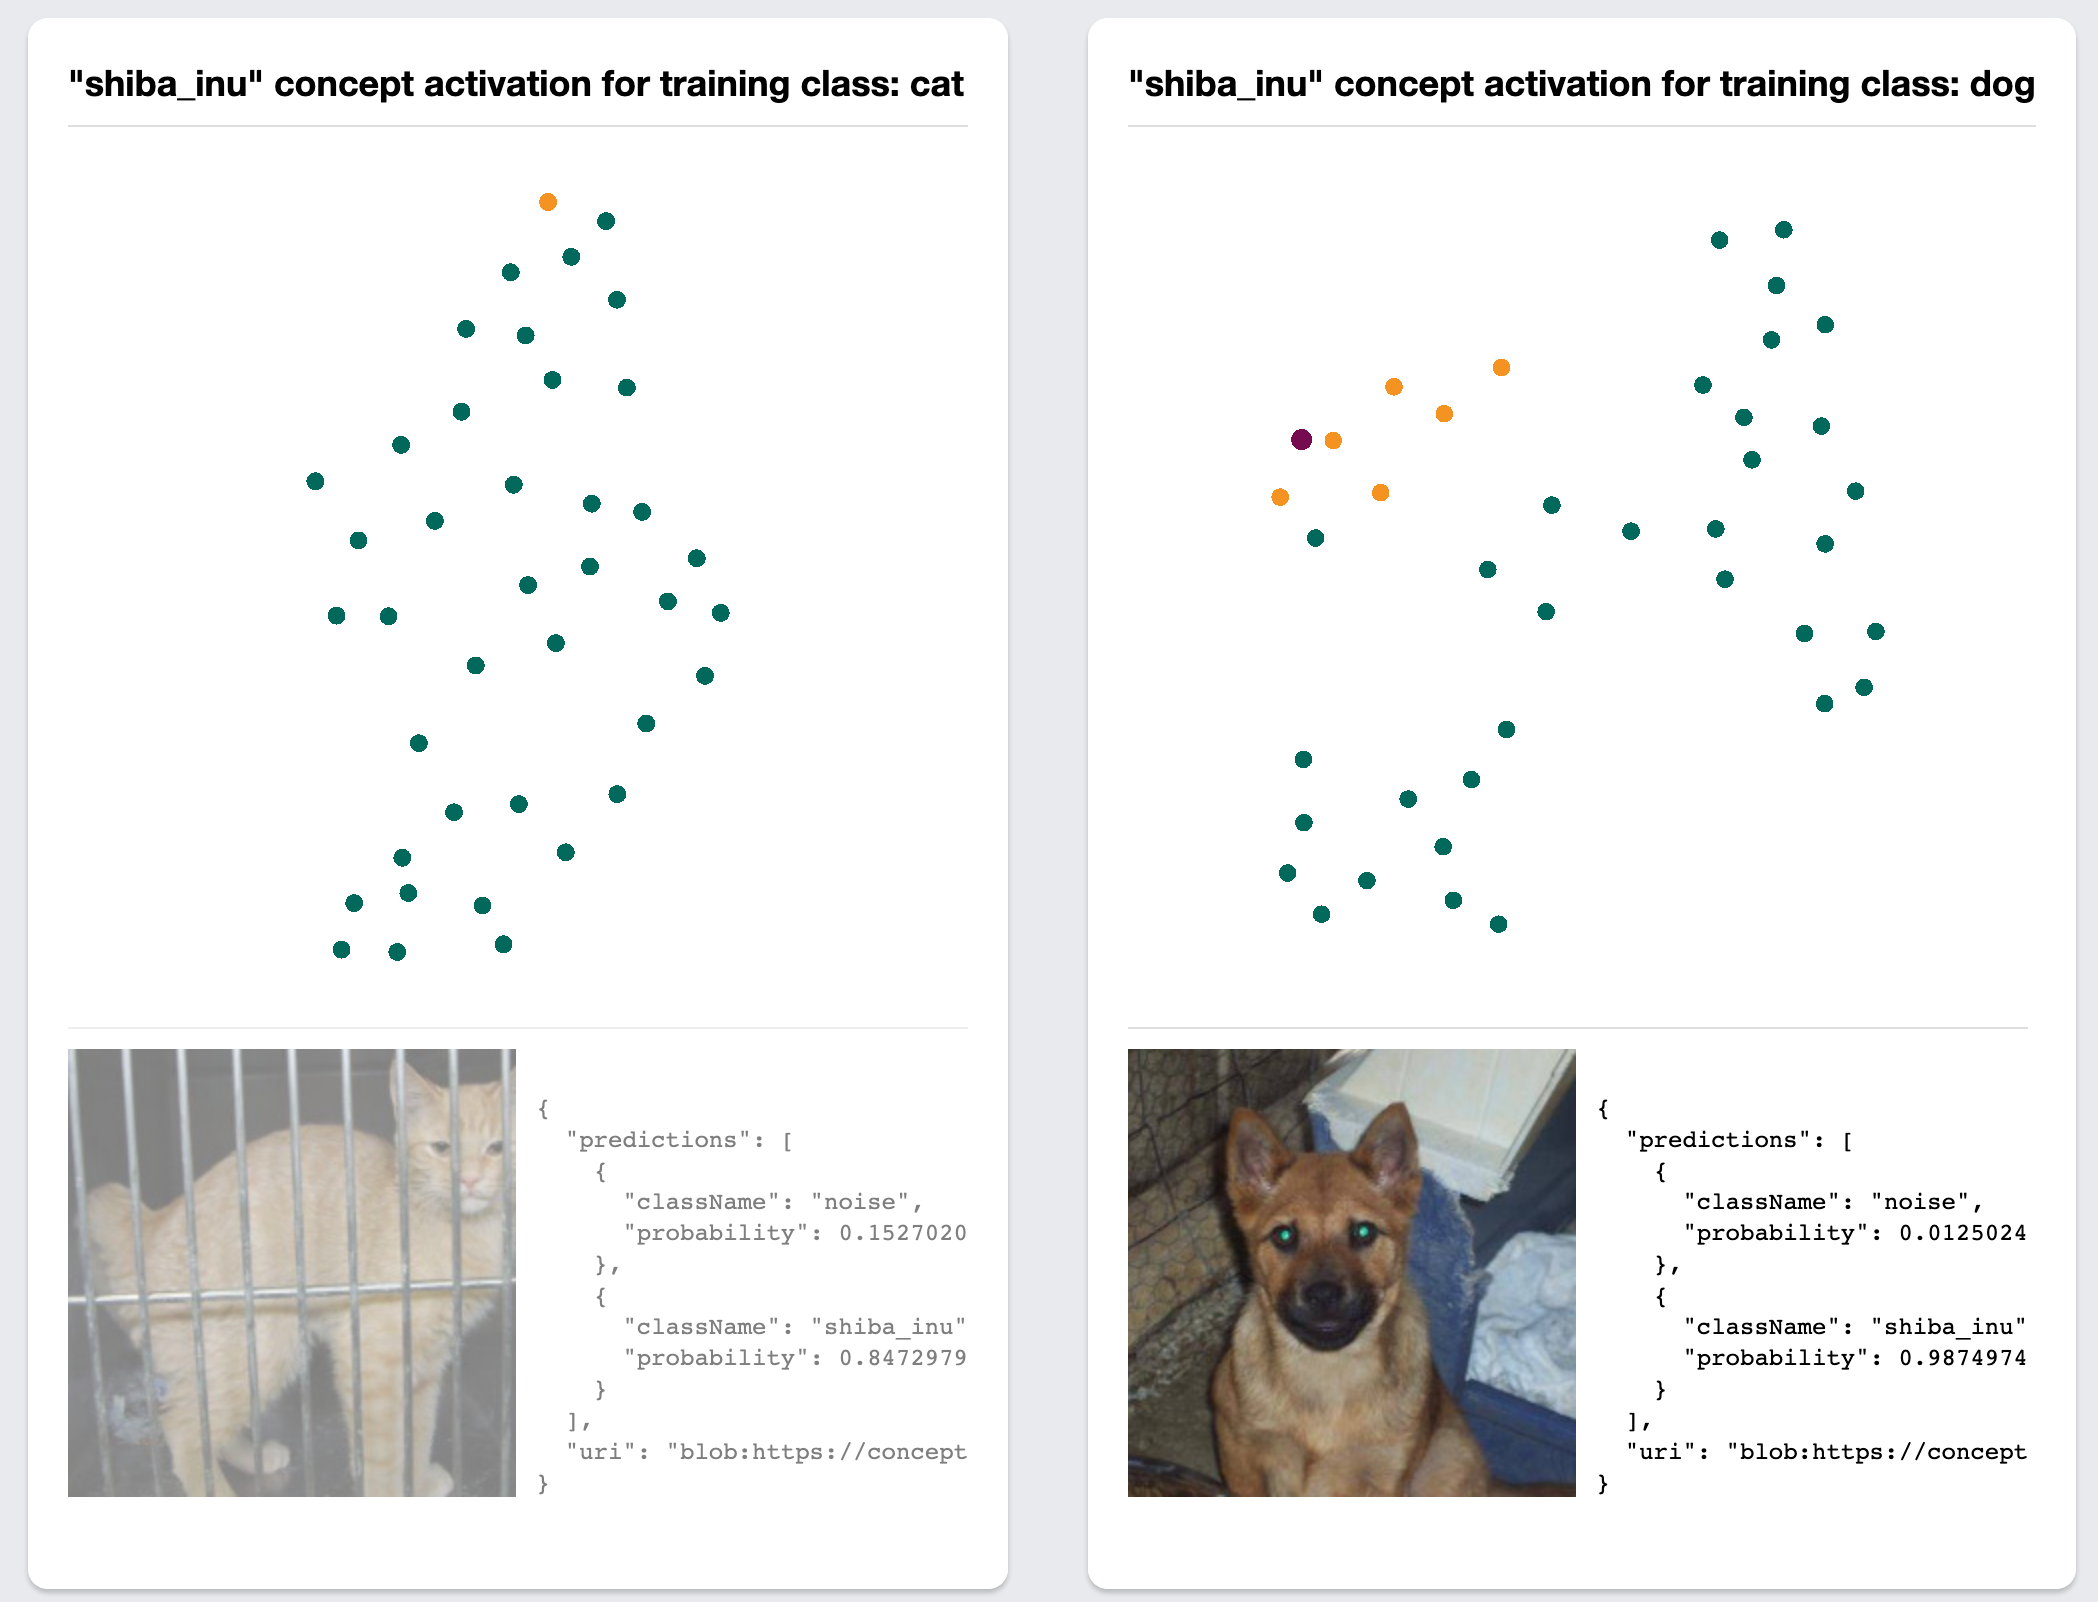 "shiba_inu" concept activation for training class: cat
{
"predictions": [
{
"className": "noise",
"probability": 0.1527020
},
{
"className": "shiba_inu"
"probability": 0.8472979
}
],
"uri": "blob:https://concept
}
"shiba_inu" concept activation for training class: dog
{
"predictions": [
{
"className": "noise",
"probability": 0.0125024
},
{
"className": "shiba_inu"
"probability": 0.9874974
}
],
"uri": "blob:https://concept
}